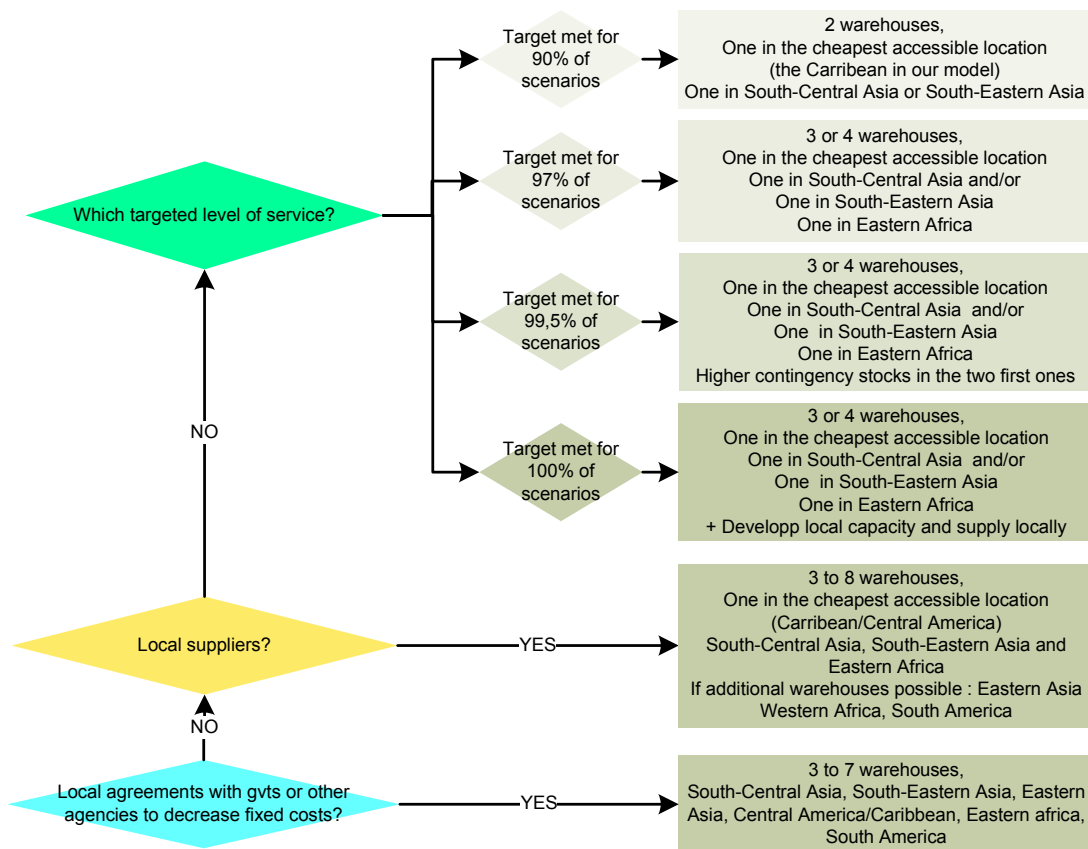 Target met for
90% of
scenarios
2 warehouses,
One in the cheapest accessible location
(the Carribean in our model)
One in South-Central Asia or South-Eastern Asia
Which targeted level of service?
Target met for
97% of
scenarios
3 or 4 warehouses,
One in the cheapest accessible location
One in South-Central Asia and/or
One in South-Eastern Asia
One in Eastern Africa
Target met for
99,5% of
scenarios
3 or 4 warehouses,
One in the cheapest accessible location
One in South-Central Asia and/or
One in South-Eastern Asia
One in Eastern Africa
Higher contingency stocks in the two first ones
NO
Target met for
100% of
scenarios
3 or 4 warehouses,
One in the cheapest accessible location
One in South-Central Asia and/or
One in South-Eastern Asia
One in Eastern Africa
+ Developp local capacity and supply locally
Local suppliers?
YES
3 to 8 warehouses,
One in the cheapest accessible location
(Carribean/Central America)
South-Central Asia, South-Eastern Asia and
Eastern Africa
If additional warehouses possible : Eastern Asia
Western Africa, South America
NO
Local agreements with gvts or other
agencies to decrease fixed costs?
YES
3 to 7 warehouses,
South-Central Asia, South-Eastern Asia, Eastern
Asia, Central America/Caribbean, Eastern africa,
South America